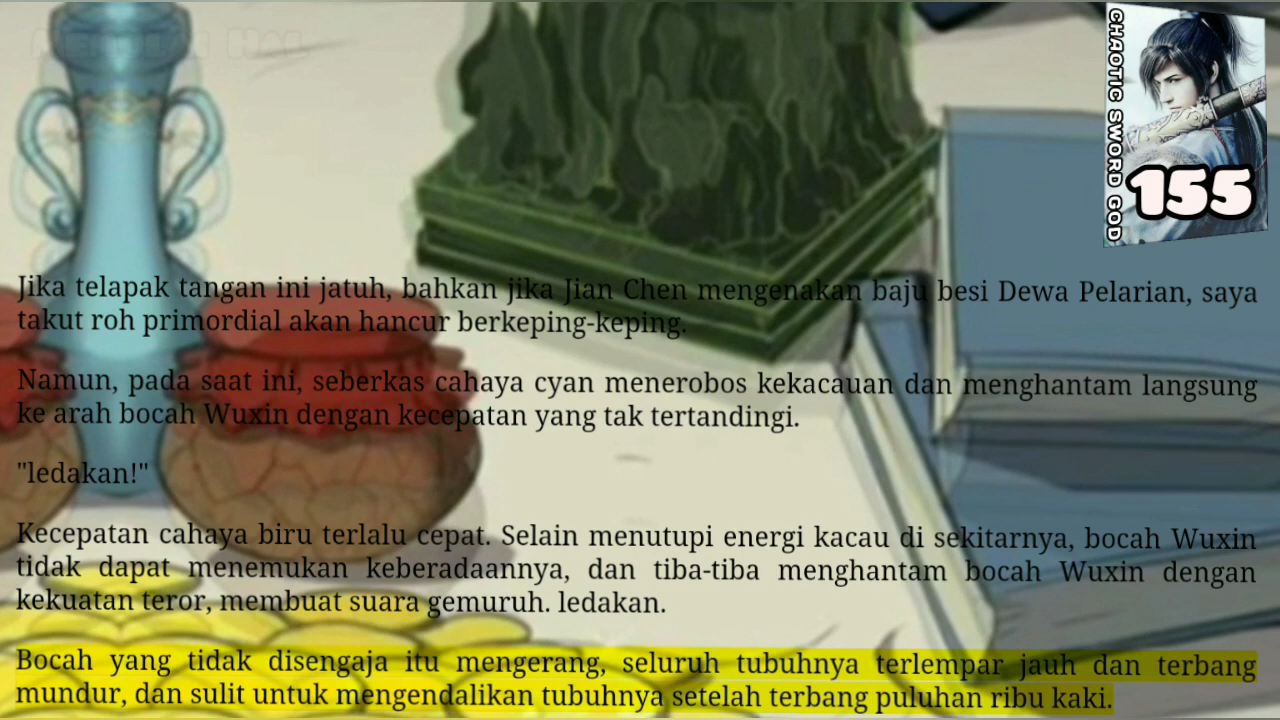 CHAOTIC SWORD GOD
155
Jika telapak tangan ini jatuh, bahkan jika Jian Chen mengenakan baju besi Dewa Pelarian, saya
takut roh primordial akan hancur berkeping-keping.
Namun, pada saat ini, seberkas cahaya cyan menerobos kekacauan dan menghantam langsung
ke arah bocah Wuxin dengan kecepatan yang tak tertandingi.
"ledakan!"
Kecepatan cahaya biru terlalu cepat. Selain menutupi energi kacau di sekitarnya, bocah Wuxin
tidak dapat menemukan keberadaannya, dan tiba-tiba menghantam bocah Wuxin dengan
kekuatan teror, membuat suara gemuruh. ledakan.
Bocah yang tidak disengaja itu mengerang, seluruh tubuhnya terlempar jauh dan terbang
mundur, dan sulit untuk mengendalikan tubuhnya setelah terbang puluhan ribu kaki.